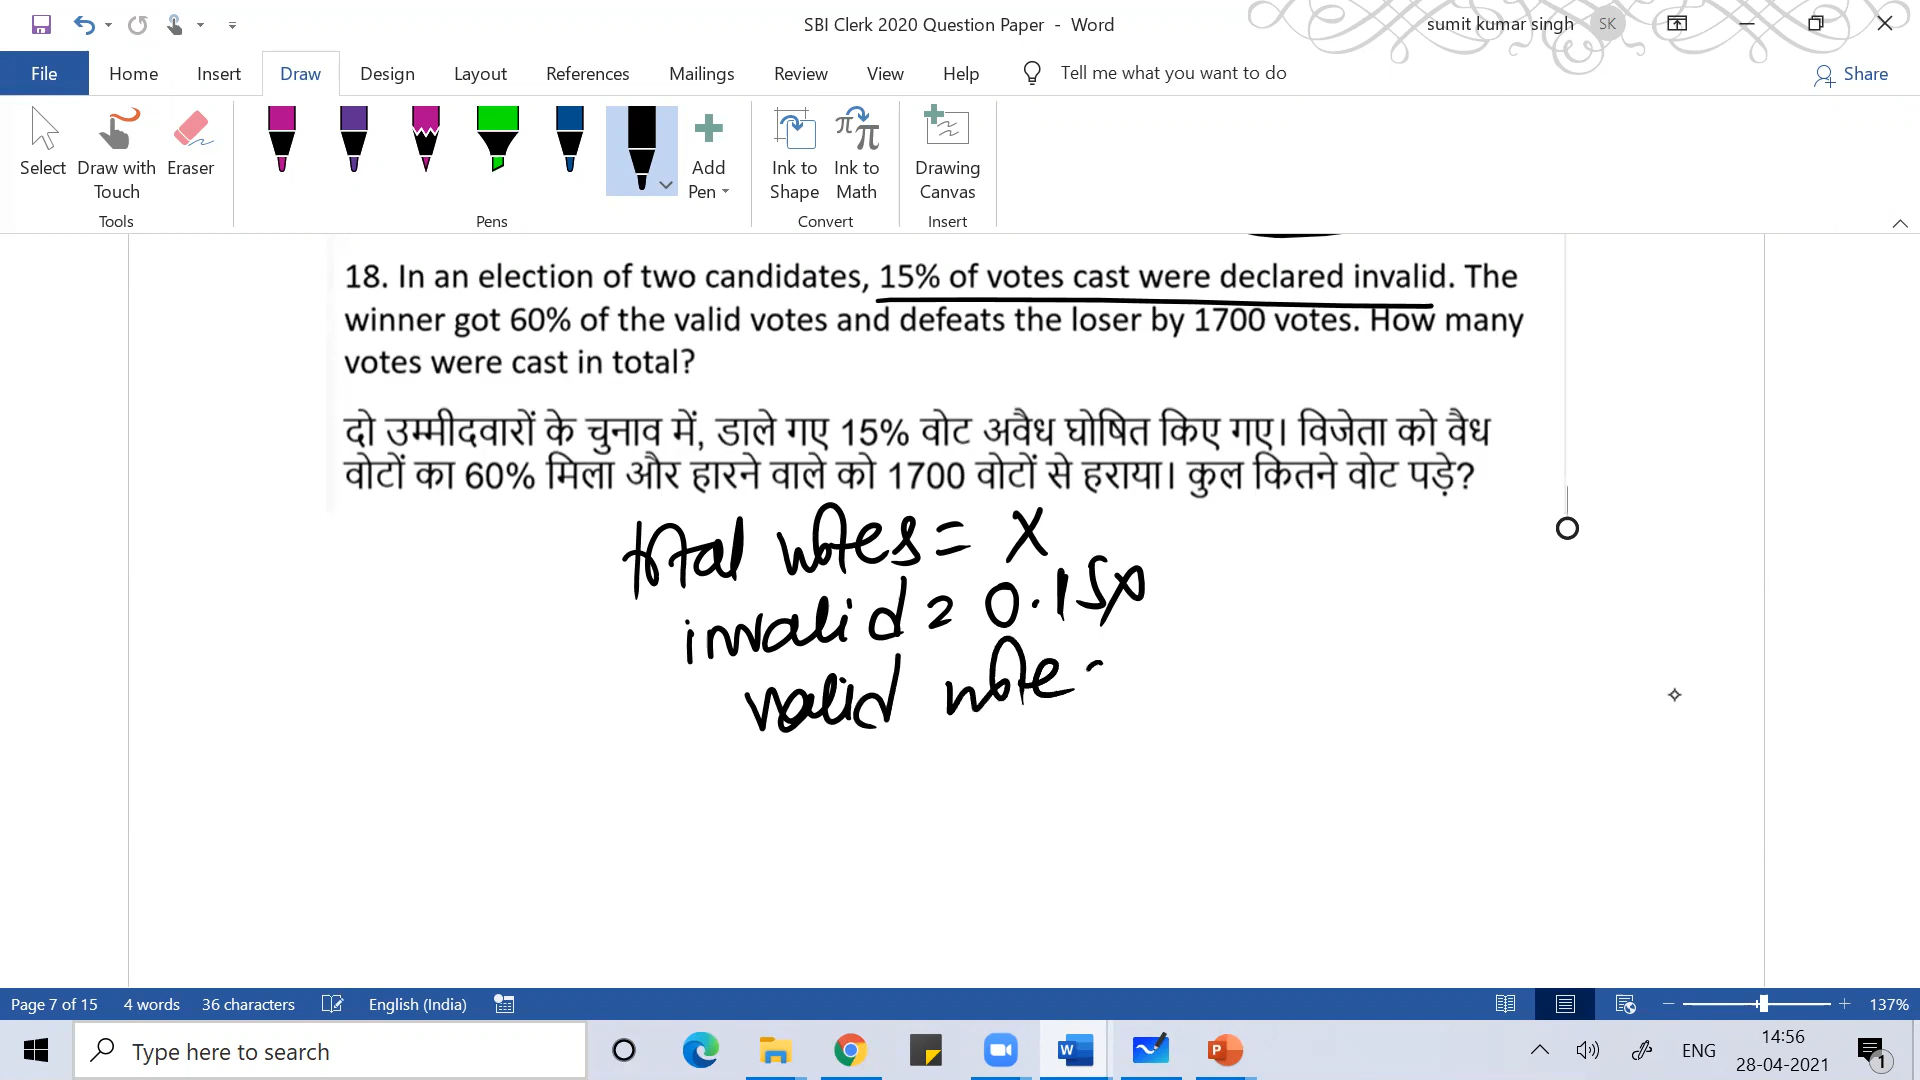 SBI Clerk 2020 Question Paper - Word
sumit kumar singh
SK
File Home Insert Draw Design Layout References Mailings Review View Help Tell me what you want to do Share
Select
Draw with Touch
Eraser
Add Pen
Ink to Shape
Ink to Math
Drawing Canvas
Tools Pens Convert Insert
18. In an election of two candidates, 15% of votes cast were declared invalid. The
winner got 60% of the valid votes and defeats the loser by 1700 votes. How many
votes were cast in total?
दो उम्मीदवारों के चुनाव में, डाले गए 15% वोट अवैध घोषित किए गए। विजेता को वैध
वोटों का 60% मिला और हारने वाले को 1700 वोटों से हराया। कुल कितने वोट पड़े?
total votes = x
invalid = 0.15x
valid vote -
Page 7 of 15 4 words 36 characters English (India) 137%
Type here to search
ENG
14:56
28-04-2021
1